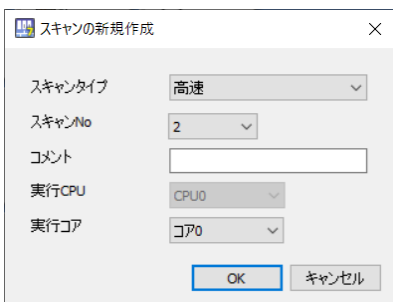 スキャンの新規作成
スキャンタイプ 高速
スキャンNo 2
コメント
実行CPU CPU0
実行コア コア0
OK キャンセル